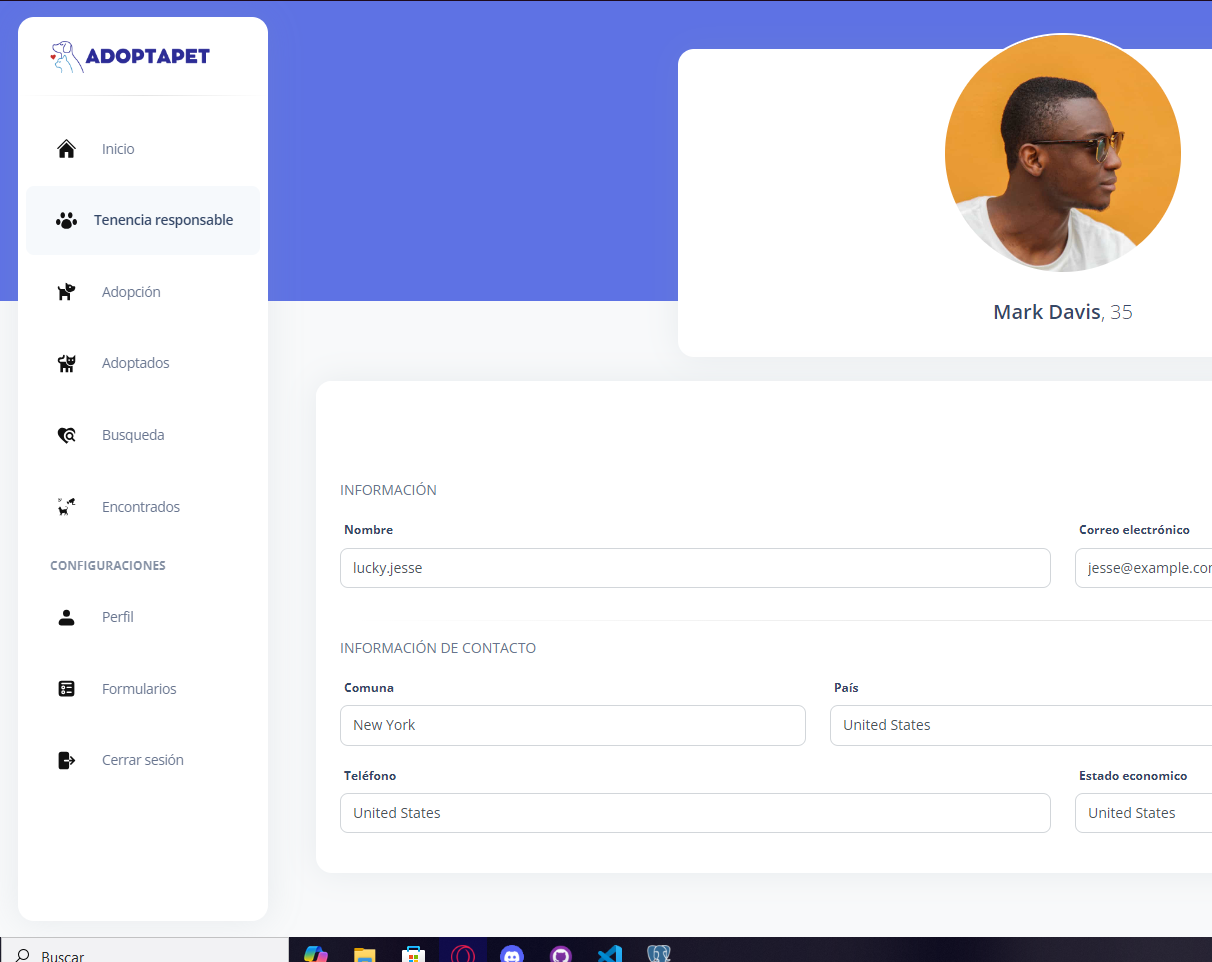 ADOPTAPET
Inicio
Tenencia responsable
Adopción
Adoptados
Busqueda
Encontrados
CONFIGURACIONES
Perfil
Formularios
Cerrar sesión
Mark Davis, 35
INFORMACIÓN
Nombre
Correo electrónico
lucky.jesse
jesse@example.com
INFORMACIÓN DE CONTACTO
Comuna
País
New York
United States
Teléfono
Estado economico
United States
United States
Buscar